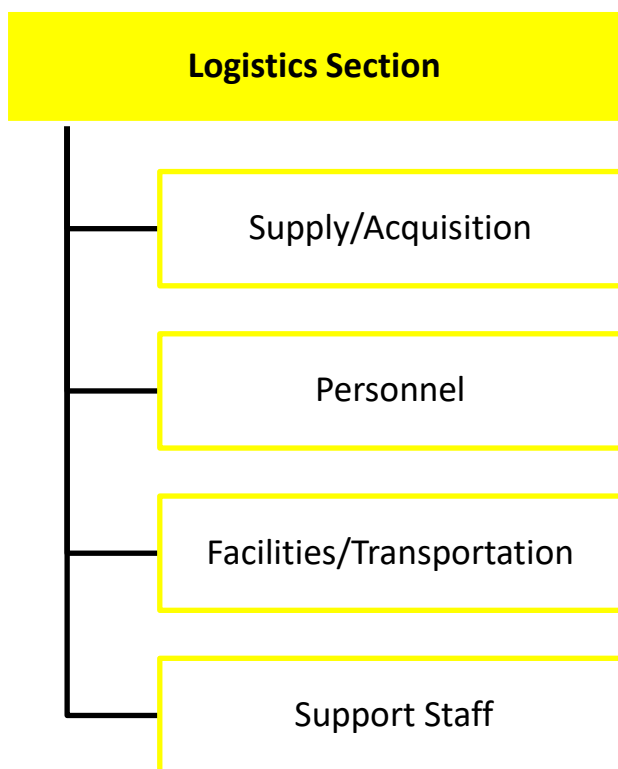 Logistics Section
Supply/Acquisition
Personnel
Facilities/Transportation
Support Staff